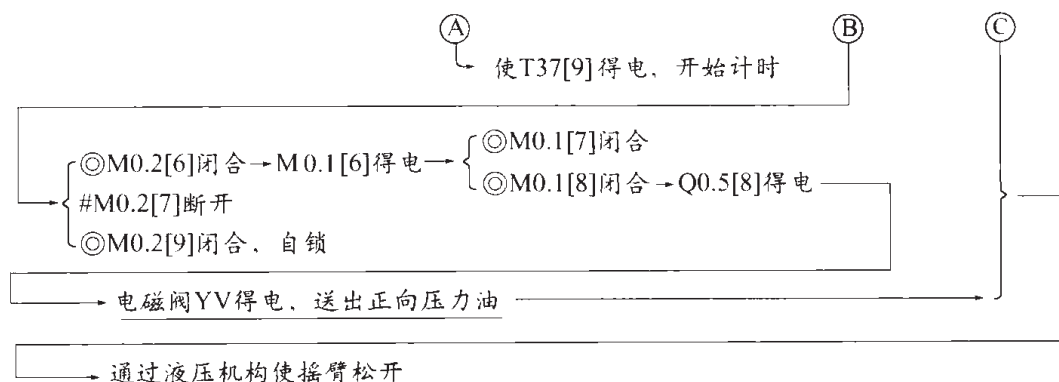 Ⓐ Ⓑ Ⓒ
使T37[9]得电、开始计时
◎M0.2[6]闭合→M0.1[6]得电→
◎M0.1[7]闭合
◎M0.1[8]闭合→Q0.5[8]得电
#M0.2[7]断开
◎M0.2[9]闭合、自锁
电磁阀YV得电、送出正向压力油
通过液压机构使摇臂松开